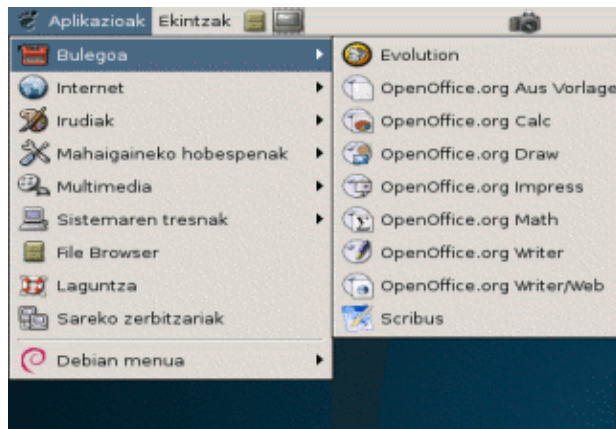 Aplikazioak Ekintzak
Bulegoa
Internet
Irudiak
Mahaigaineko hobespenak
Multimedia
Sistemaren tresnak
File Browser
Laguntza
Sareko zerbitzariak
Debian menua
Evolution
OpenOffice.org Aus Vorlage
OpenOffice.org Calc
OpenOffice.org Draw
OpenOffice.org Impress
OpenOffice.org Math
OpenOffice.org Writer
OpenOffice.org Writer/Web
Scribus